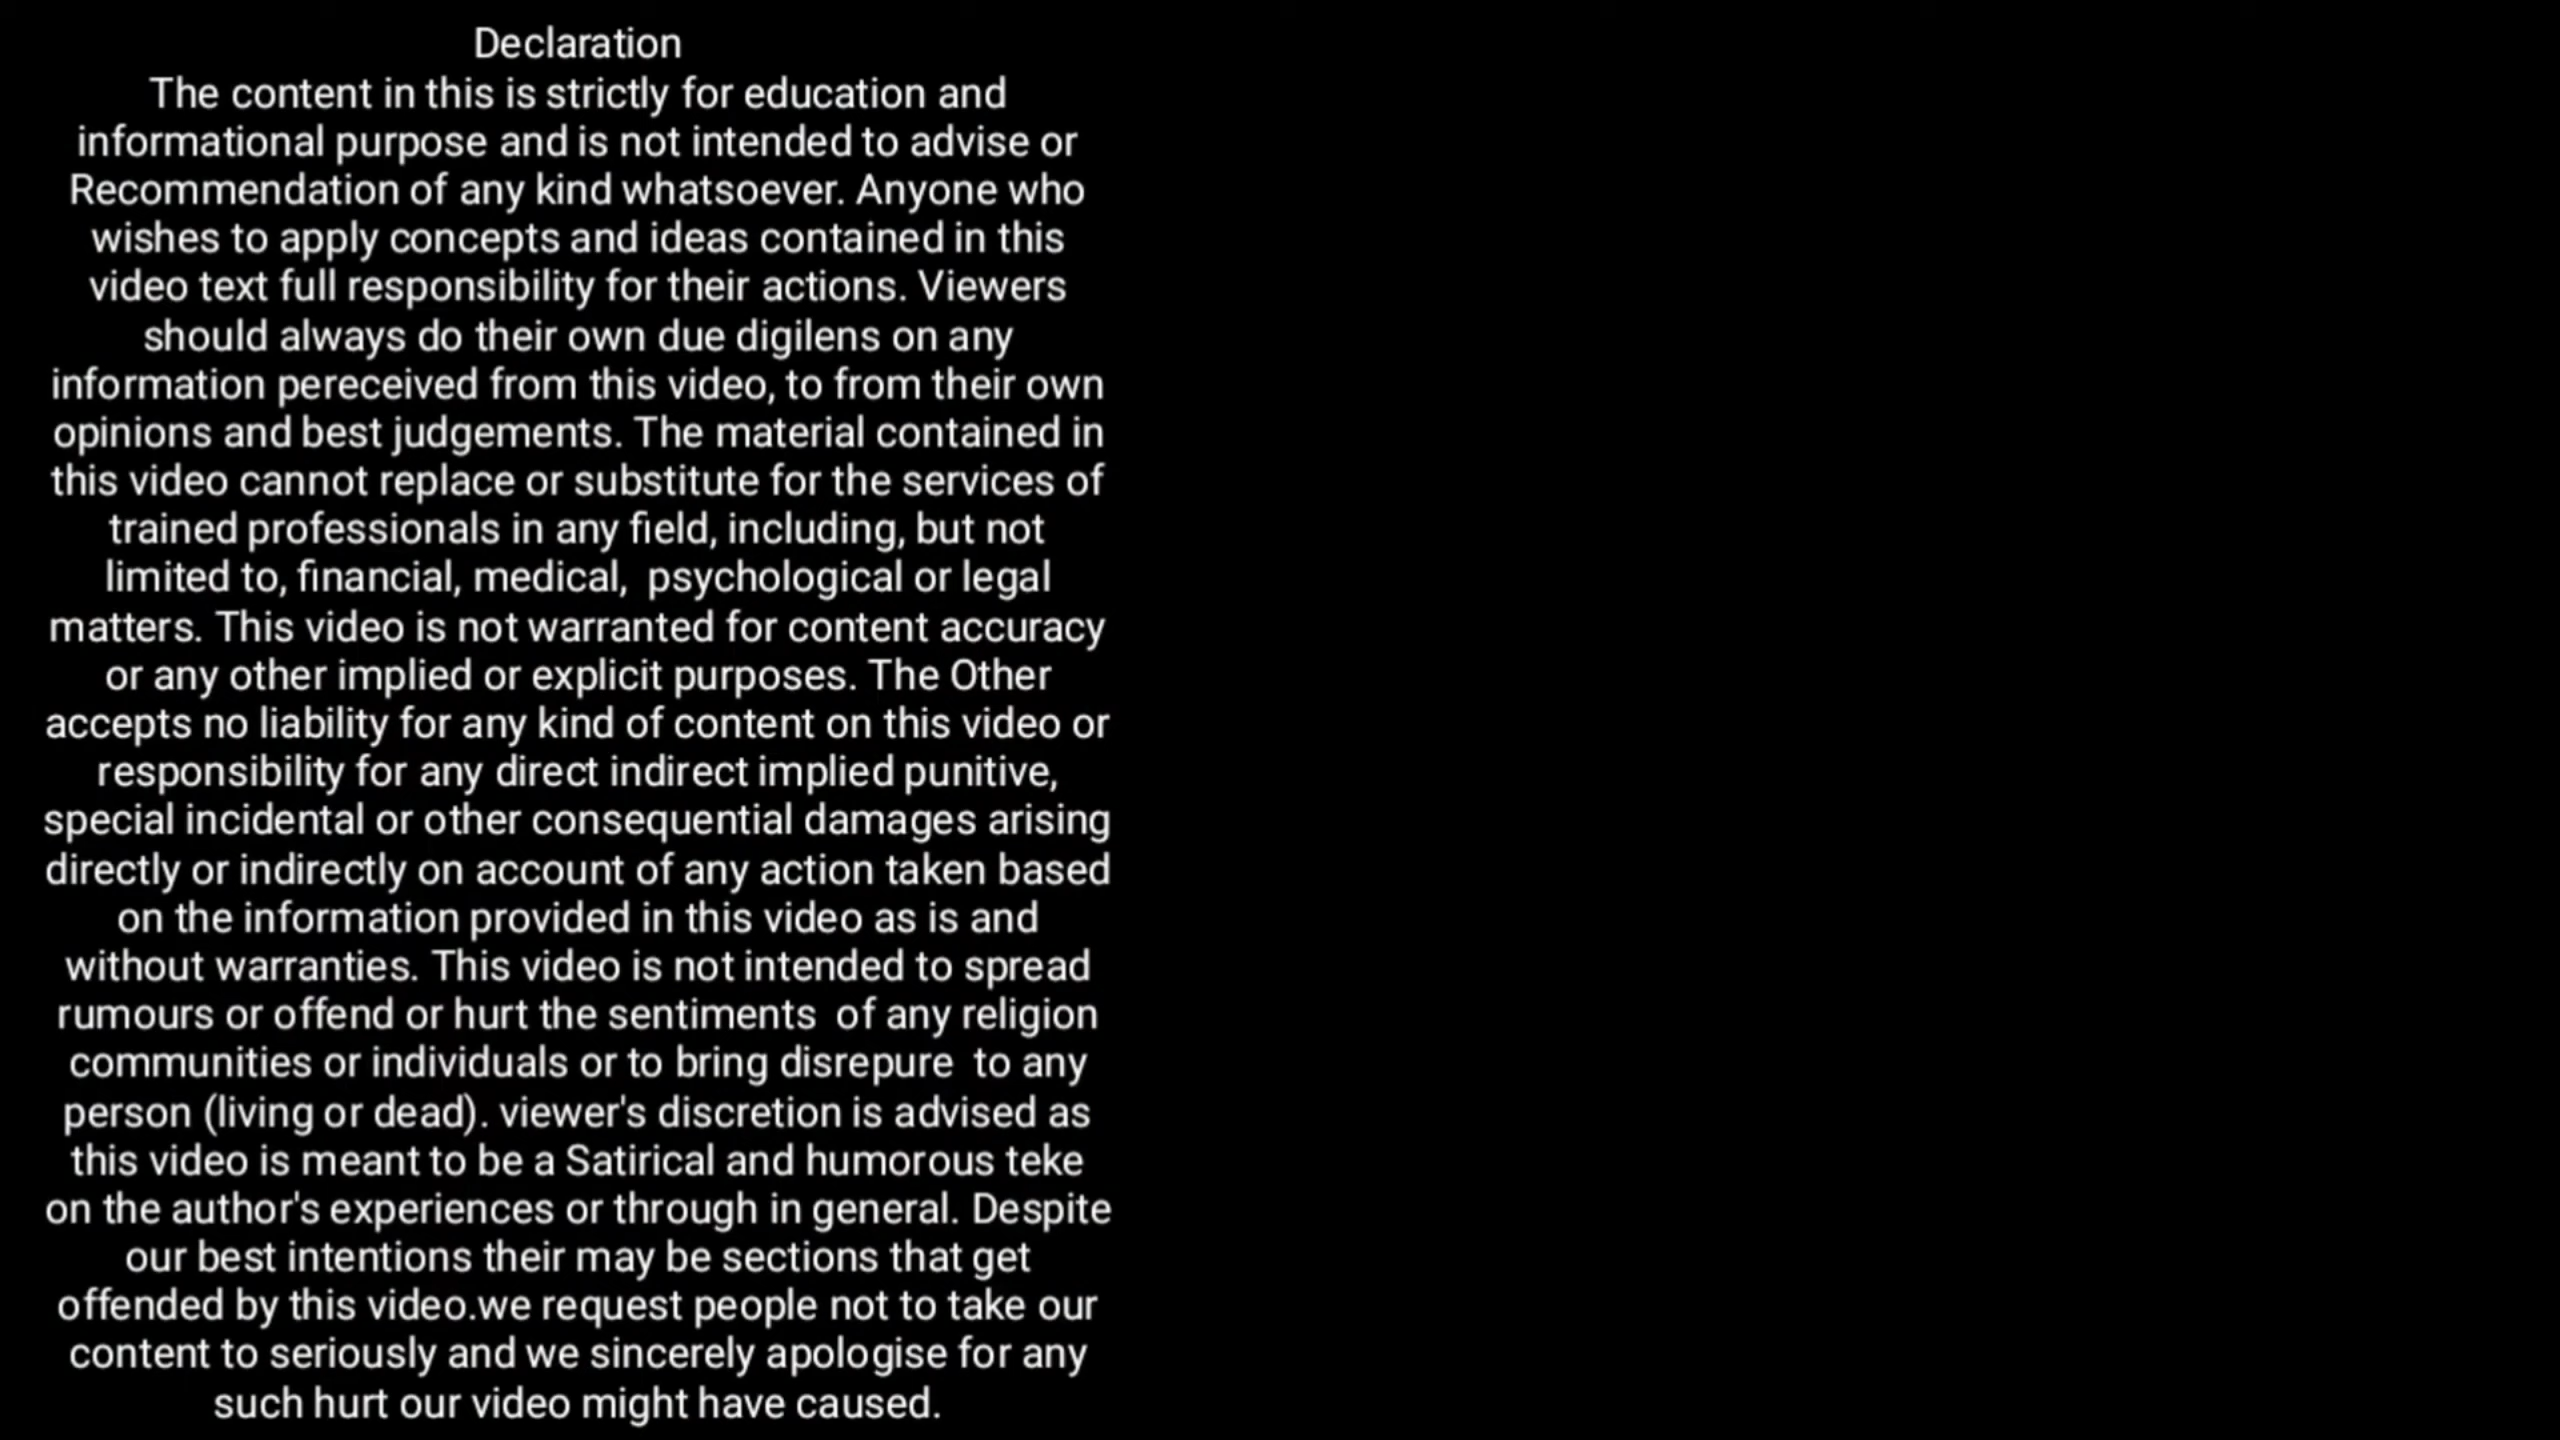 Declaration
The content in this is strictly for education and
informational purpose and is not intended to advise or
Recommendation of any kind whatsoever. Anyone who
wishes to apply concepts and ideas contained in this
video text full responsibility for their actions. Viewers
should always do their own due digilens on any
information pereceived from this video, to from their own
opinions and best judgements. The material contained in
this video cannot replace or substitute for the services of
trained professionals in any field, including, but not
limited to, financial, medical,  psychological or legal
matters. This video is not warranted for content accuracy
or any other implied or explicit purposes. The Other
accepts no liability for any kind of content on this video or
responsibility for any direct indirect implied punitive,
special incidental or other consequential damages arising
directly or indirectly on account of any action taken based
on the information provided in this video as is and
without warranties. This video is not intended to spread
rumours or offend or hurt the sentiments  of any religion
communities or individuals or to bring disrepure  to any
person (living or dead). viewer's discretion is advised as
this video is meant to be a Satirical and humorous teke
on the author's experiences or through in general. Despite
our best intentions their may be sections that get
offended by this video.we request people not to take our
content to seriously and we sincerely apologise for any
such hurt our video might have caused.